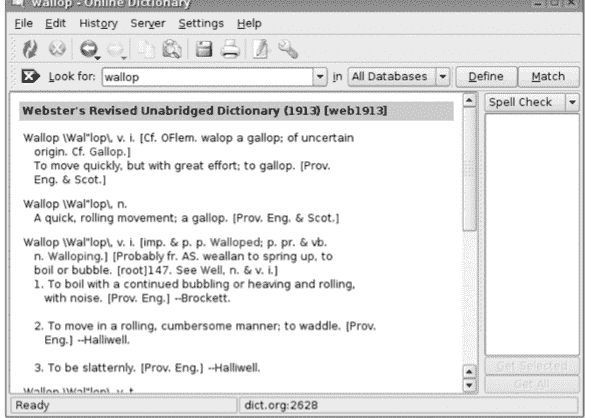 Wallop - Online Dictionary
File Edit History Server Settings Help
Look for: wallop in All Databases Define Match
Webster's Revised Unabridged Dictionary (1913) [web1913]
Spell Check
Wallop \Wal"lop\, v. i. [Cf. OFlem. walop a gallop; of uncertain
origin. Cf. Gallop.]
To move quickly, but with great effort; to gallop. [Prov.
Eng. & Scot.]
Wallop \Wal"lop\, n.
A quick, rolling movement; a gallop. [Prov. Eng. & Scot.]
Wallop \Wal"lop\, v. i. [imp. & p. p. Walloped; p. pr. & vb.
n. Walloping.] [Probably fr. AS. weallan to spring up, to
boil or bubble. [root]147. See Well, n. & v. i.]
1. To boil with a continued bubbling or heaving and rolling,
with noise. [Prov. Eng.] --Brockett.
2. To move in a rolling, cumbersome manner; to waddle. [Prov.
Eng.] --Halliwell.
3. To be slatternly. [Prov. Eng.] --Halliwell.
Wallop \Wal"lop\, v. t.
Get Selected
Get All
Ready
dict.org:2628